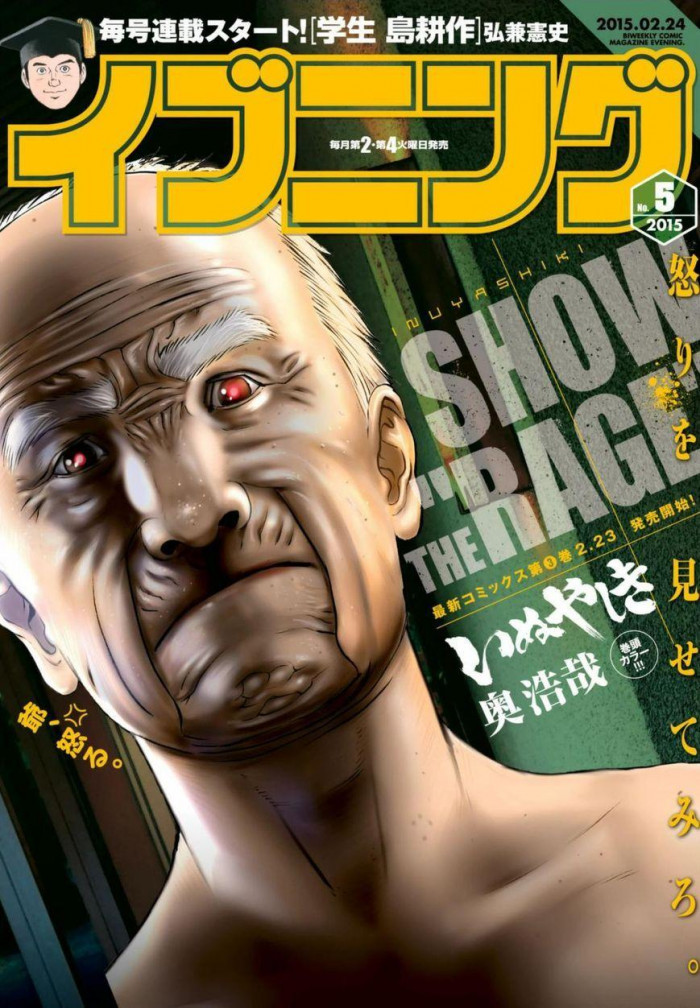 毎号連載スタート![学生 島耕作]弘兼憲史
2015.02.24
BIWEEKLY COMIC
MAGAZINE EVENING.
イブニング
毎月第2・第4火曜日発売
No. 5
2015
INUYASHIKI
SHOW
THE RAGE
怒りを見せてみろ。
最新コミックス第③巻2.23 発売開始!
いぬやしき
奥浩哉
巻頭
カラー!!!
爺、
怒る。